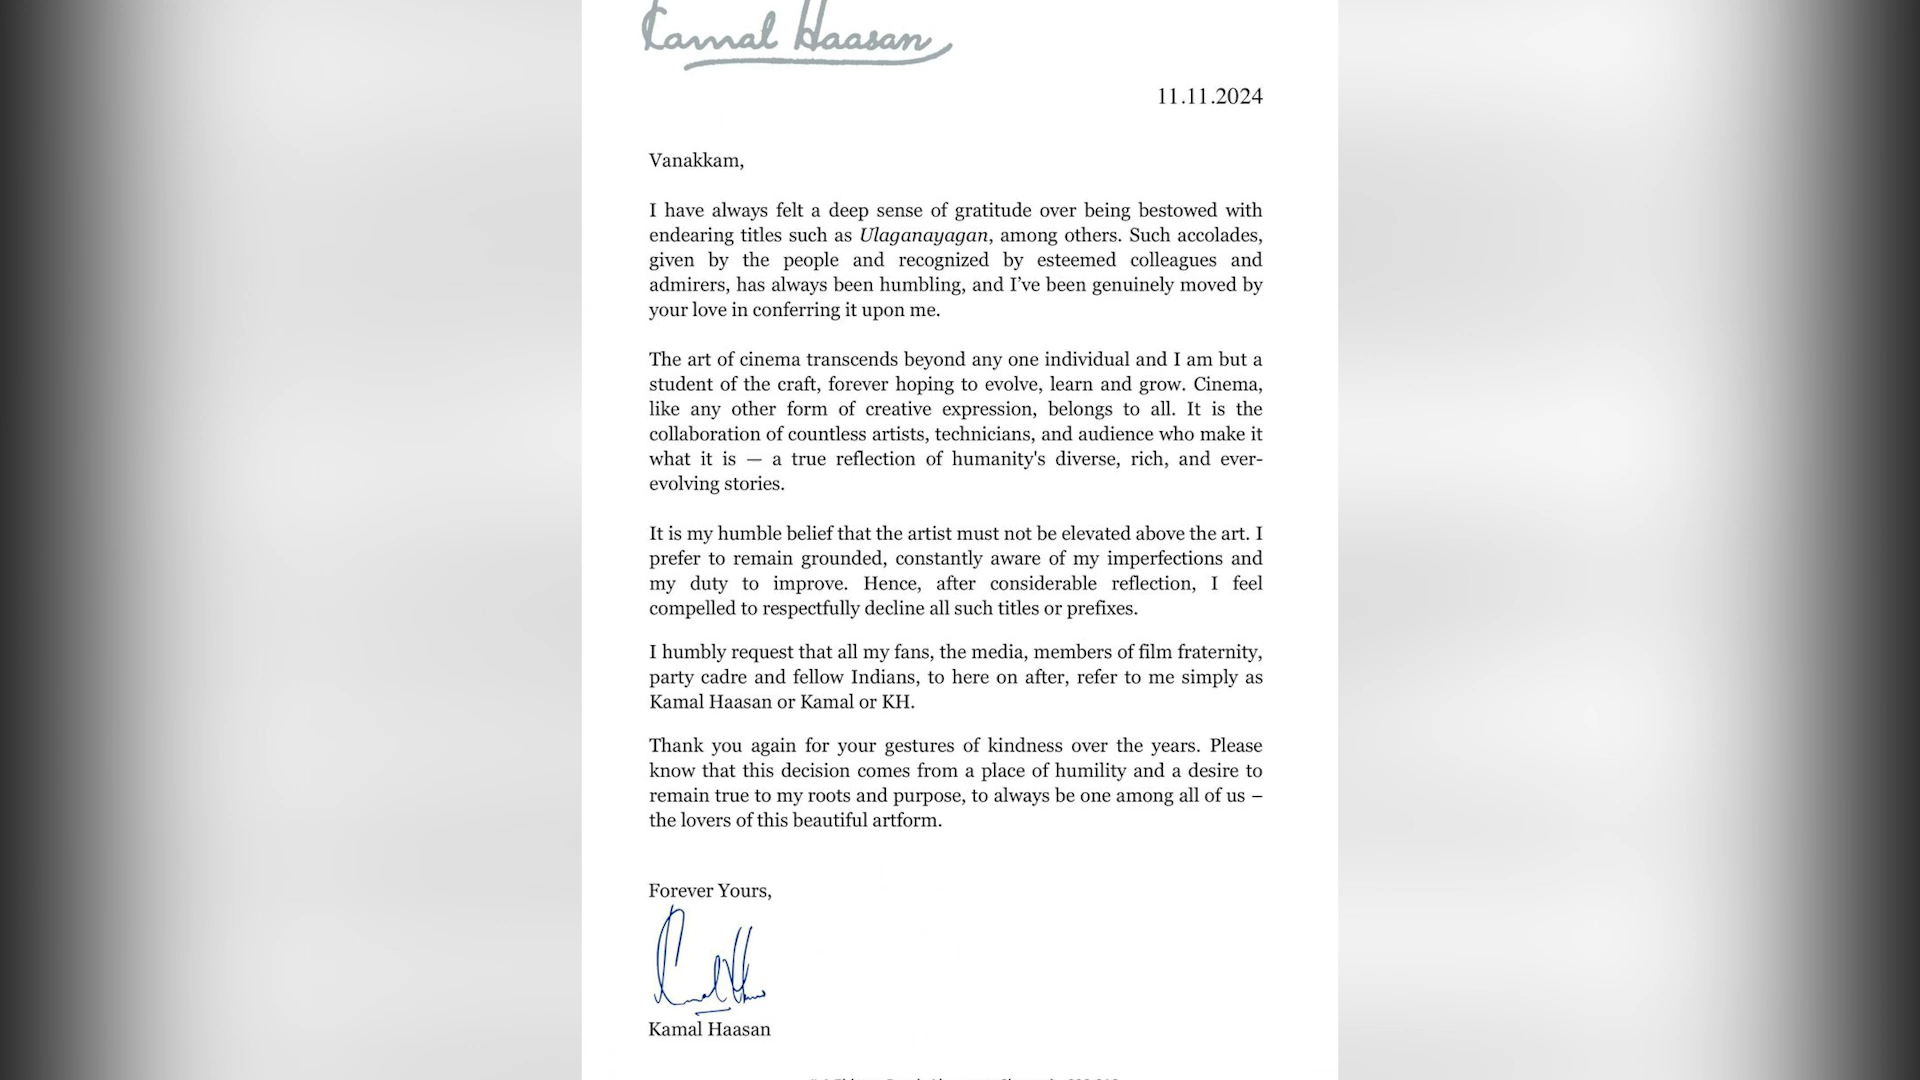 Kamal Haasan
11.11.2024
Vanakkam,
I have always felt a deep sense of gratitude over being bestowed with
endearing titles such as Ulaganayagan, among others. Such accolades,
given by the people and recognized by esteemed colleagues and
admirers, has always been humbling, and I’ve been genuinely moved by
your love in conferring it upon me.
The art of cinema transcends beyond any one individual and I am but a
student of the craft, forever hoping to evolve, learn and grow. Cinema,
like any other form of creative expression, belongs to all. It is the
collaboration of countless artists, technicians, and audience who make it
what it is — a true reflection of humanity's diverse, rich, and ever-
evolving stories.
It is my humble belief that the artist must not be elevated above the art. I
prefer to remain grounded, constantly aware of my imperfections and
my duty to improve. Hence, after considerable reflection, I feel
compelled to respectfully decline all such titles or prefixes.
I humbly request that all my fans, the media, members of film fraternity,
party cadre and fellow Indians, to here on after, refer to me simply as
Kamal Haasan or Kamal or KH.
Thank you again for your gestures of kindness over the years. Please
know that this decision comes from a place of humility and a desire to
remain true to my roots and purpose, to always be one among all of us –
the lovers of this beautiful artform.
Forever Yours,
Kamal Haasan